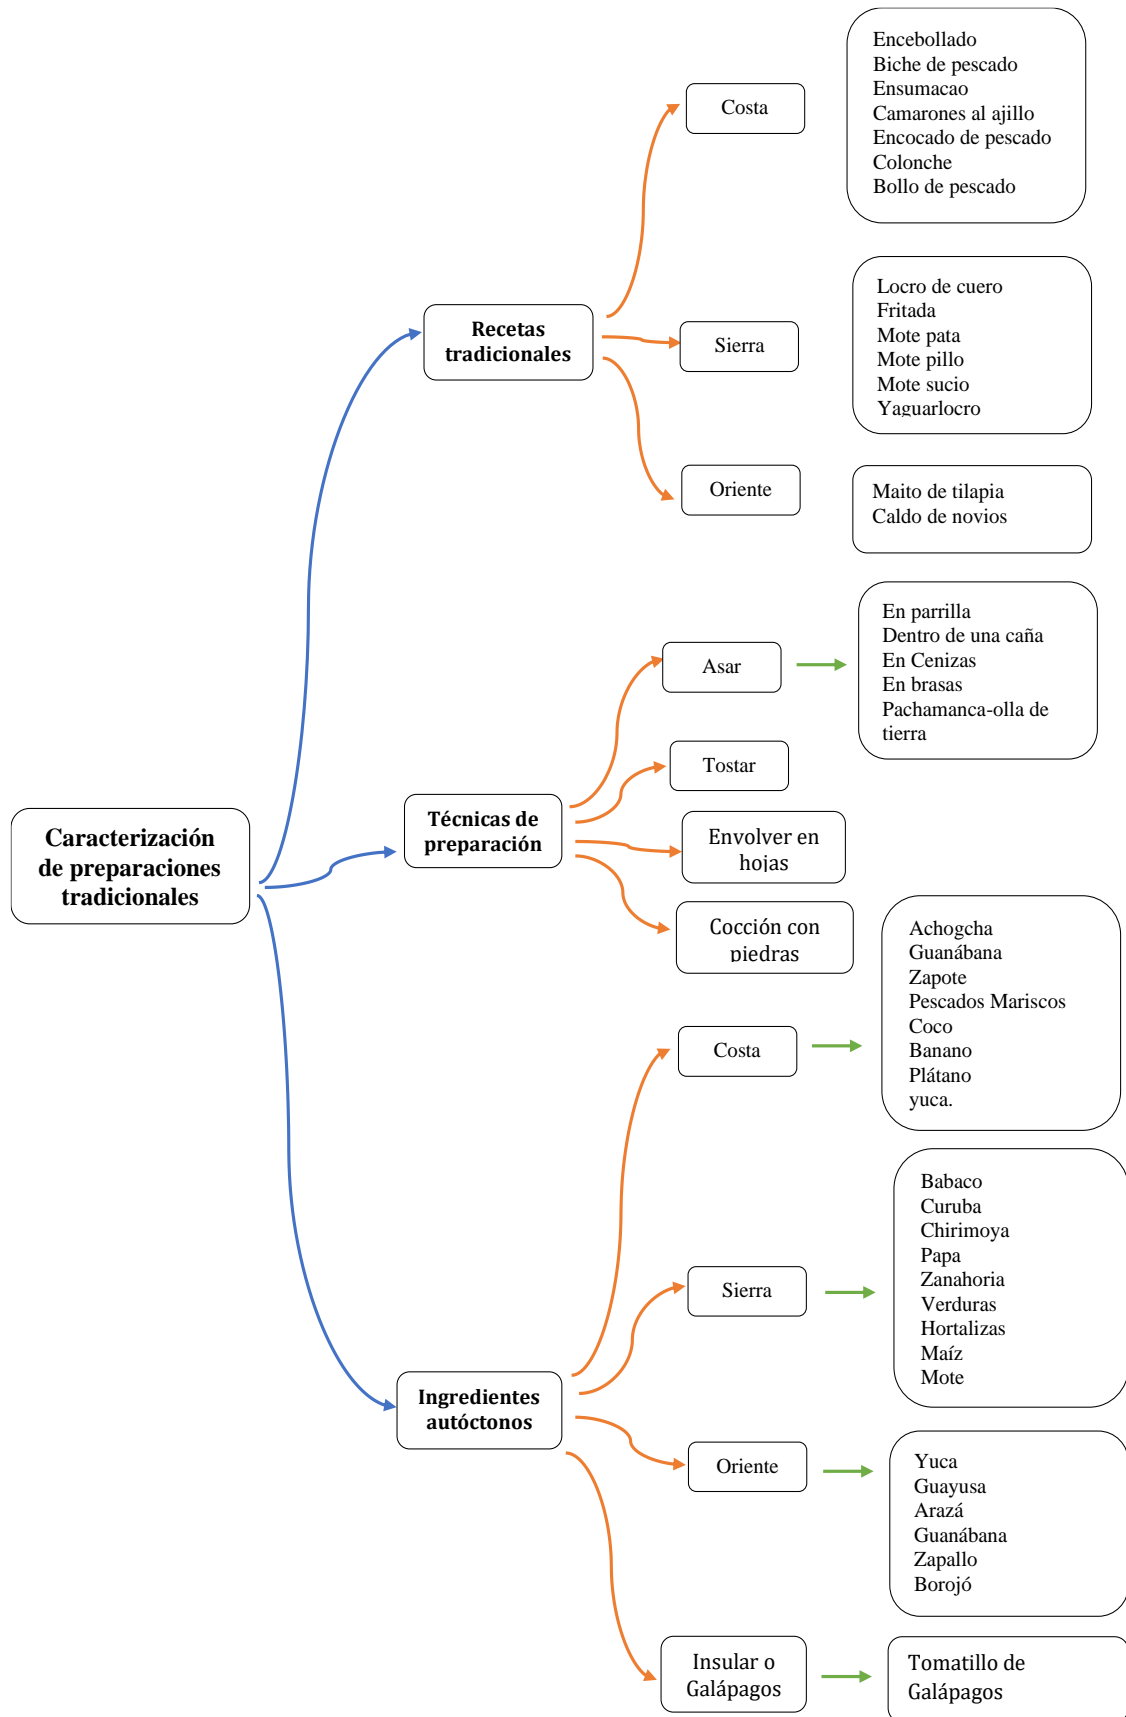 Caracterización
de preparaciones
tradicionales
Recetas
tradicionales
Costa
Encebollado
Biche de pescado
Ensumacao
Camarones al ajillo
Encocado de pescado
Colonche
Bollo de pescado
Sierra
Locro de cuero
Fritada
Mote pata
Mote pillo
Mote sucio
Yaguarlocro
Oriente
Maito de tilapia
Caldo de novios
Técnicas de
preparación
Asar
En parrilla
Dentro de una caña
En Cenizas
En brasas
Pachamanca-olla de
tierra
Tostar
Envolver en
hojas
Cocción con
piedras
Ingredientes
autóctonos
Costa
Achogcha
Guanábana
Zapote
Pescados Mariscos
Coco
Banano
Plátano
yuca.
Sierra
Babaco
Curuba
Chirimoya
Papa
Zanahoria
Verduras
Hortalizas
Maíz
Mote
Oriente
Yuca
Guayusa
Arazá
Guanábana
Zapallo
Borojó
Insular o
Galápagos
Tomatillo de
Galápagos